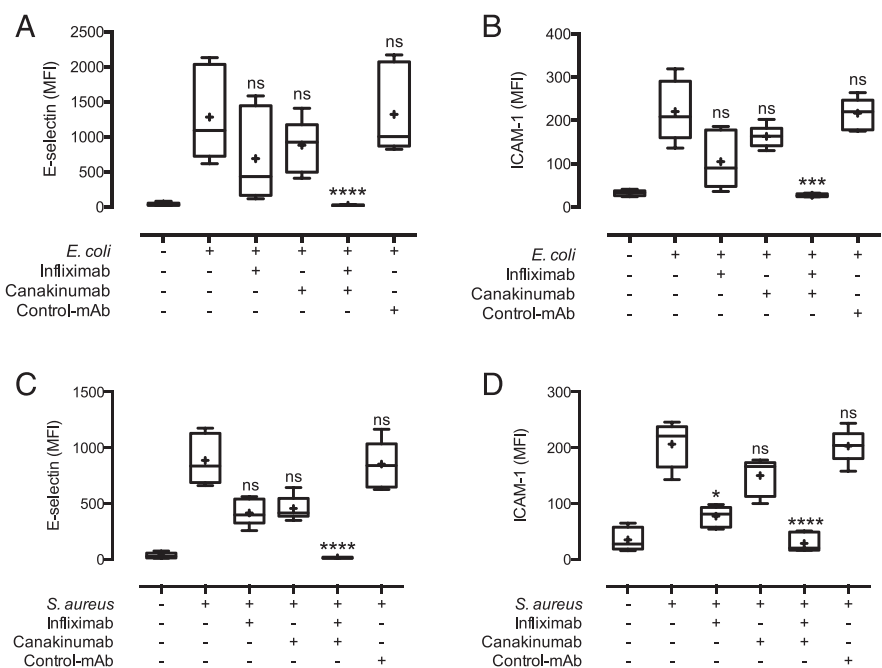 A
E-selectin (MFI)
2500
2000
1500
1000
500
0
ns
ns
****
ns
E. coli - + + + + +
Infliximab - - + - + -
Canakinumab - - - + + -
Control-mAb - - - - - +
B
ICAM-1 (MFI)
400
300
200
100
0
ns
ns
***
ns
E. coli - + + + + +
Infliximab - - + - + -
Canakinumab - - - + + -
Control-mAb - - - - - +
C
E-selectin (MFI)
1500
1000
500
0
ns
ns
****
ns
S. aureus - + + + + +
Infliximab - - + - + -
Canakinumab - - - + + -
Control-mAb - - - - - +
D
ICAM-1 (MFI)
300
200
100
0
*
ns
****
ns
S. aureus - + + + + +
Infliximab - - + - + -
Canakinumab - - - + + -
Control-mAb - - - - - +